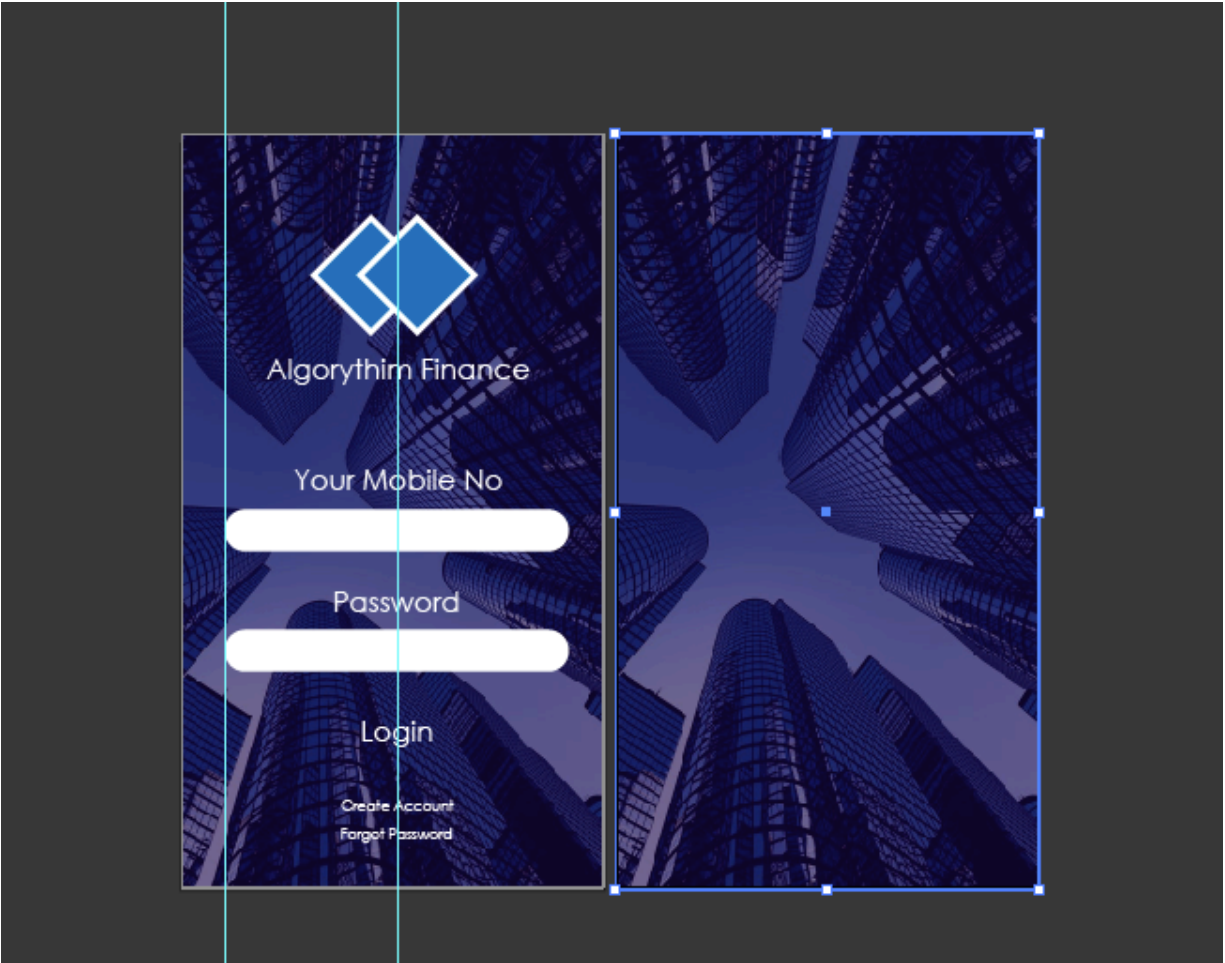 Algorythim Finance
Your Mobile No
Password
Login
Create Account
Forgot Password